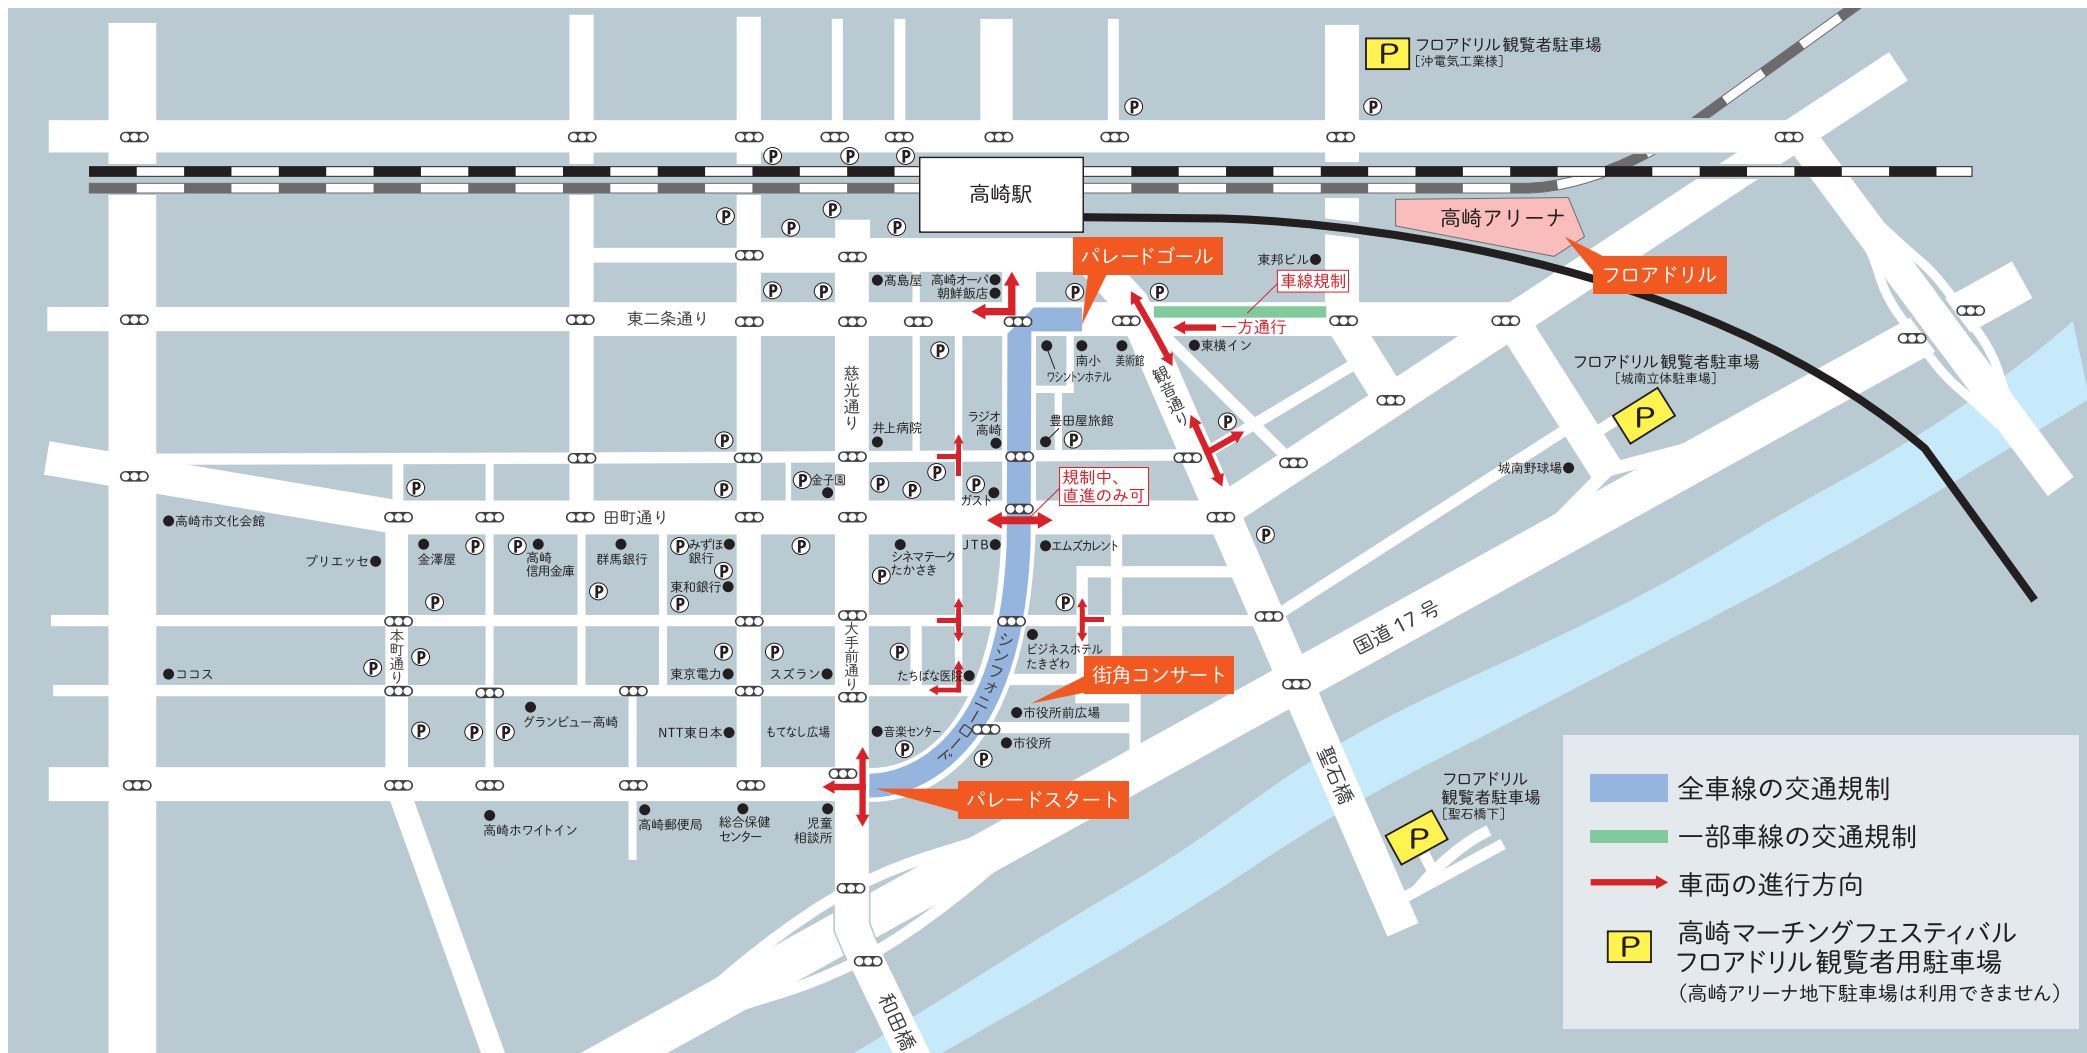 P
フロアドリル観覧者駐車場
[沖電気工業様]
P
P
P
P
P
高崎駅
P
P
P
P
高崎アリーナ
パレードゴール
東邦ビル
フロアドリル
車線規制
髙島屋
高崎オーパ
朝鮮飯店
P
P
P
P
東二条通り
一方通行
P
ワシントンホテル
南小
美術館
東横イン
フロアドリル観覧者駐車場
[城南立体駐車場]
P
慈光通り
観音通り
井上病院
ラジオ
高崎
豊田屋旅館
P
P
P
城南野球場
P
P
P
金子園
P
P
P
P
ガスト
規制中、
直進のみ可
高崎市文化会館
田町通り
プリエッセ
金澤屋
P
P
高崎
信用金庫
群馬銀行
P
みずほ
銀行
P
東和銀行
P
P
シネマテーク
たかさき
P
JTB
エムズカレント
P
P
P
P
P
国道17号
本町通り
大手前通り
シンフォニーロード
ビジネスホテル
たきざわ
ココス
P
P
東京電力
P
P
スズラン
P
たちばな医院
街角コンサート
グランビュー高崎
市役所前広場
P
P
P
NTT東日本
もてなし広場
音楽センター
P
市役所
P
聖石橋
パレードスタート
フロアドリル
観覧者駐車場
[聖石橋下]
P
高崎ホワイトイン
高崎郵便局
総合保健
センター
児童
相談所
和田橋
全車線の交通規制
一部車線の交通規制
車両の進行方向
P
高崎マーチングフェスティバル
フロアドリル観覧者用駐車場
（高崎アリーナ地下駐車場は利用できません）